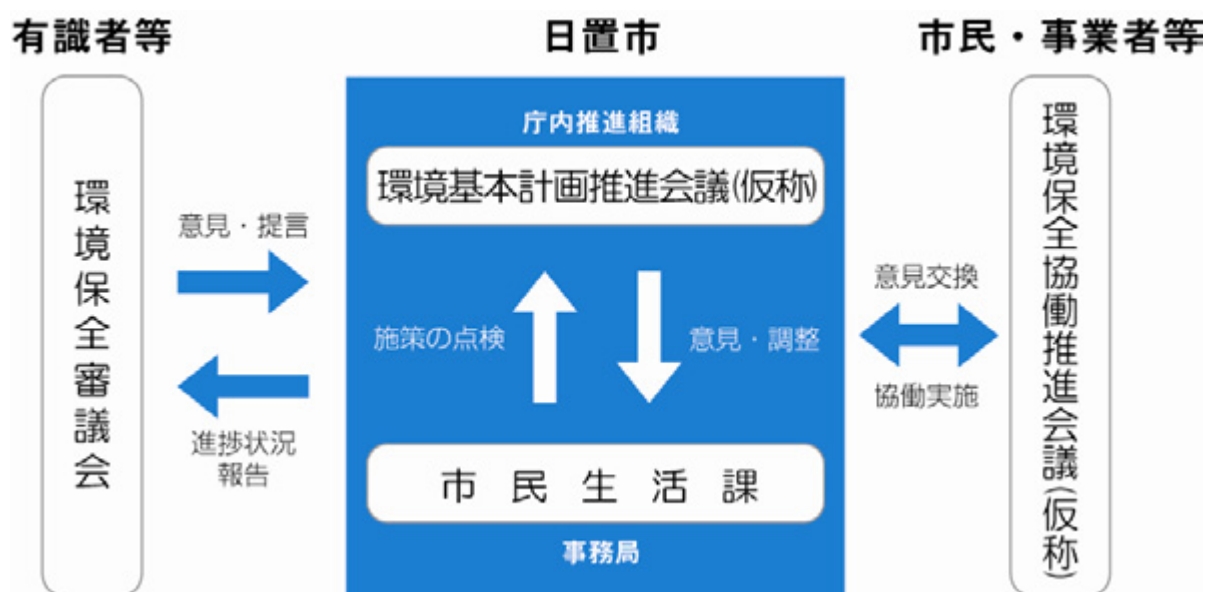 有識者等
日置市
市民・事業者等
環境保全審議会
意見・提言
進捗状況
報告
庁内推進組織
環境基本計画推進会議(仮称)
施策の点検
意見・調整
市民生活課
事務局
意見交換
協働実施
環境保全協働推進会議(仮称)